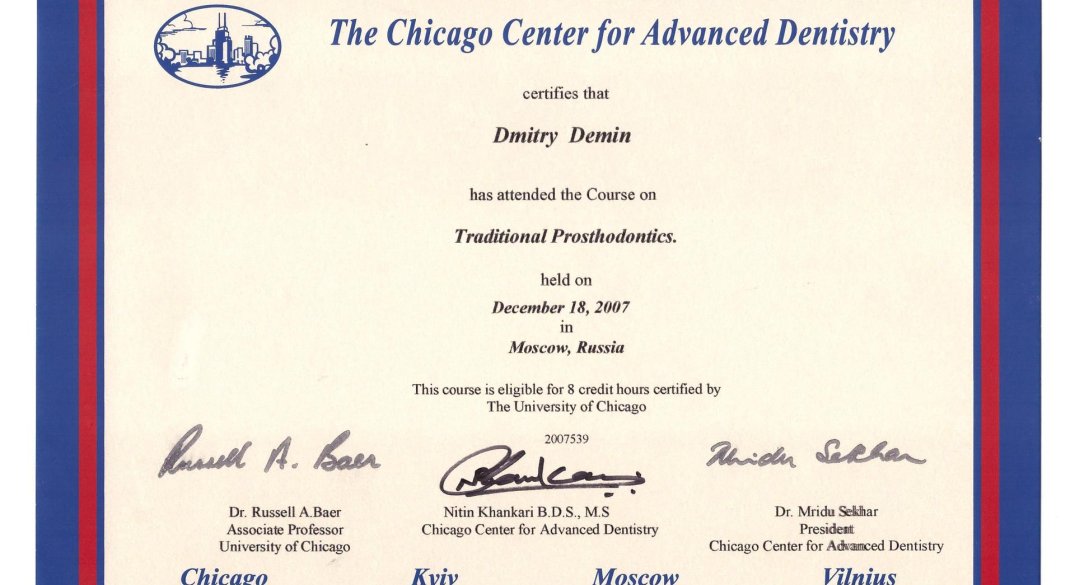 The Chicago Center for Advanced Dentistry
certifies that
Dmitry Demin
has attended the Course on
Traditional Prosthodontics.
held on
December 18, 2007
in
Moscow, Russia
This course is eligible for 8 credit hours certified by
The University of Chicago
2007539
Russell A. Baer
Mridu Sekhar
Dr. Russell A.Baer
Associate Professor
University of Chicago
Nitin Khankari B.D.S., M.S
Chicago Center for Advanced Dentistry
Dr. Mridu Sekhar
President
Chicago Center for Advanced Dentistry
Chicago Kyiv Moscow Vilnius